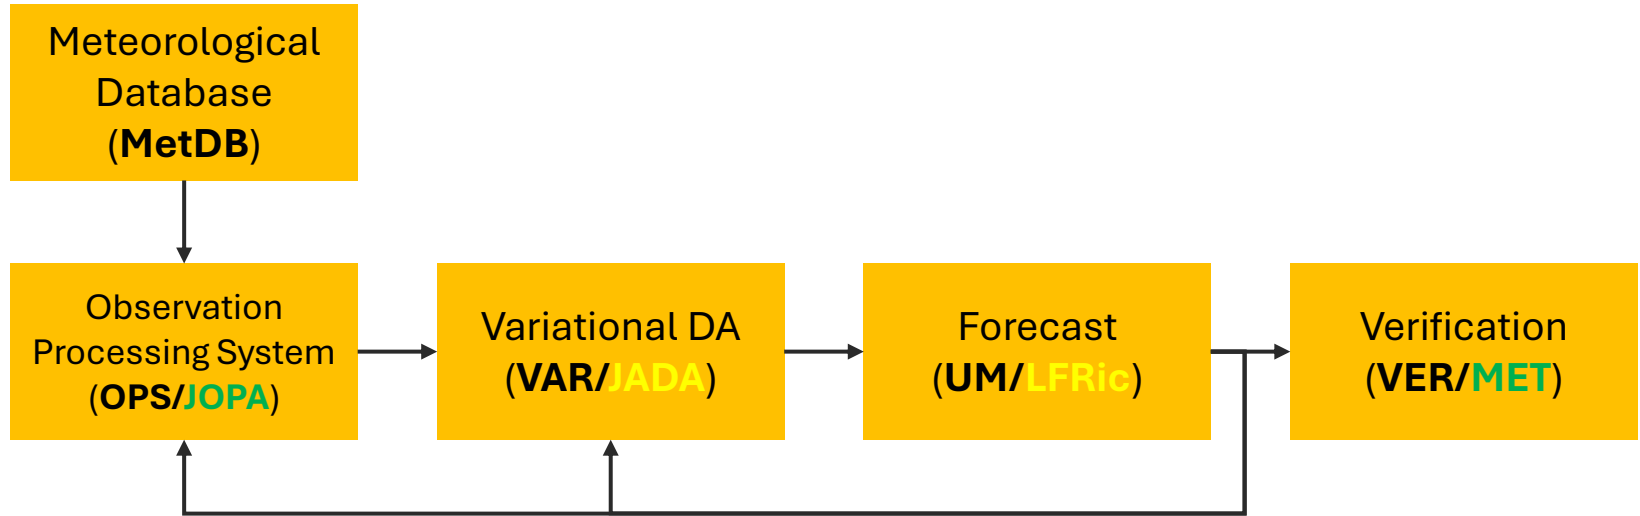 Meteorological
Database
(MetDB)
Observation
Processing System
(OPS/JOPA)
Variational DA
(VAR/JADA)
Forecast
(UM/LFRic)
Verification
(VER/MET)